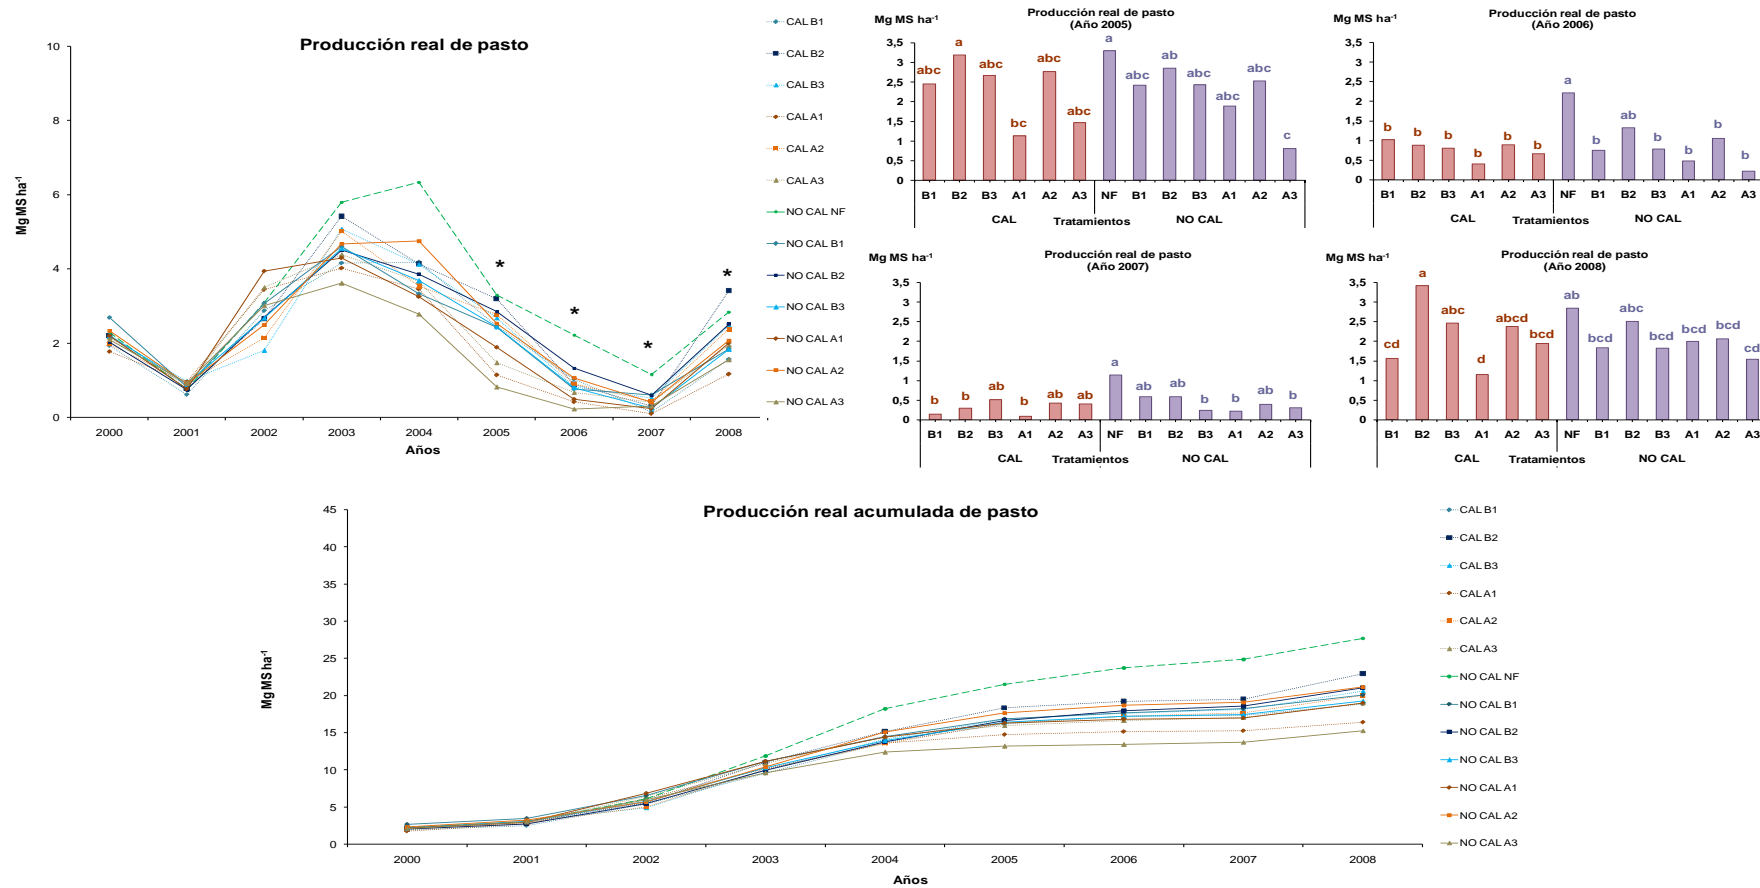 Producción real de pasto
Mg MS ha
10
8
6
4
2
0
2000 2001 2002 2003 2004 2005 2006 2007 2008
Años
* * * *
CAL B1
CAL B2
CAL B3
CAL A1
CAL A2
CAL A3
NO CAL NF
NO CAL B1
NO CAL B2
NO CAL B3
NO CAL A1
NO CAL A2
NO CAL A3
Mg MS ha⁻¹
Producción real de pasto
(Año 2005)
3,5
3
2,5
2
1,5
1
0,5
0
abc a abc bc abc abc a abc ab abc abc abc c
B1 B2 B3 A1 A2 A3 NF B1 B2 B3 A1 A2 A3
CAL Tratamientos NO CAL
Mg MS ha⁻¹
Producción real de pasto
(Año 2006)
3,5
3
2,5
2
1,5
1
0,5
0
b b b b b b a b ab b b b b
B1 B2 B3 A1 A2 A3 NF B1 B2 B3 A1 A2 A3
CAL Tratamientos NO CAL
Mg MS ha⁻¹
Producción real de pasto
(Año 2007)
3,5
3
2,5
2
1,5
1
0,5
0
b b ab b ab ab a ab ab b b ab b
B1 B2 B3 A1 A2 A3 NF B1 B2 B3 A1 A2 A3
CAL Tratamientos NO CAL
Mg MS ha⁻¹
Producción real de pasto
(Año 2008)
3,5
3
2,5
2
1,5
1
0,5
0
cd a abc d abcd bcd ab bcd abc bcd bcd bcd cd
B1 B2 B3 A1 A2 A3 NF B1 B2 B3 A1 A2 A3
CAL Tratamientos NO CAL
Producción real acumulada de pasto
Mg MS ha⁻¹
45
40
35
30
25
20
15
10
5
0
2000 2001 2002 2003 2004 2005 2006 2007 2008
Años
CAL B1
CAL B2
CAL B3
CAL A1
CAL A2
CAL A3
NO CAL NF
NO CAL B1
NO CAL B2
NO CAL B3
NO CAL A1
NO CAL A2
NO CAL A3